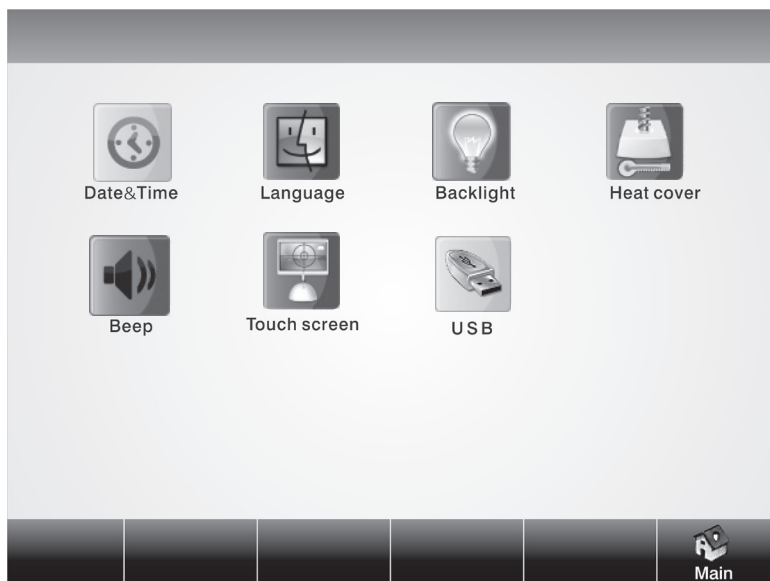 Date&Time
Language
Backlight
Heat cover
Beep
Touch screen
USB
Main